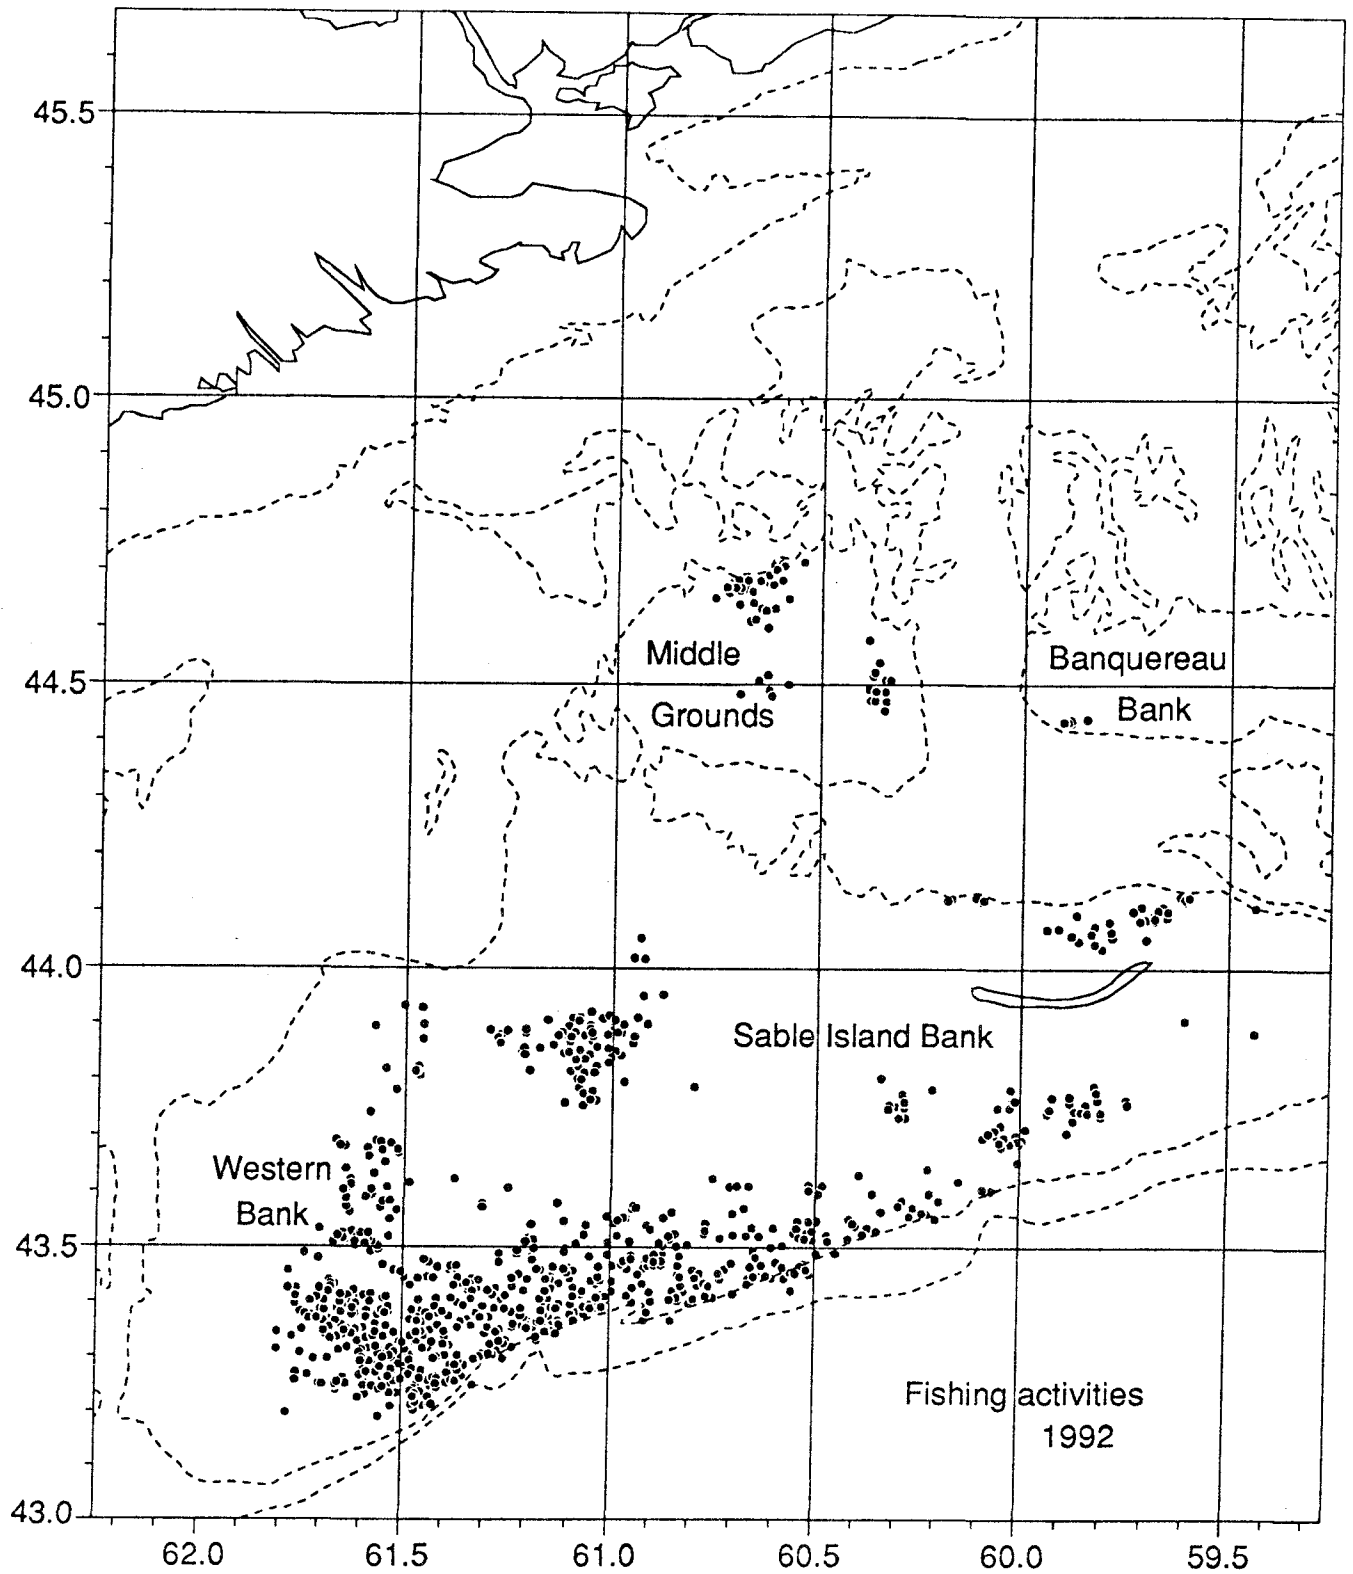 45.5
45.0
Middle
Grounds
Banquereau
Bank
44.5
44.0
Sable Island Bank
Western
Bank
43.5
Fishing activities
1992
43.0
62.0 61.5 61.0 60.5 60.0 59.5